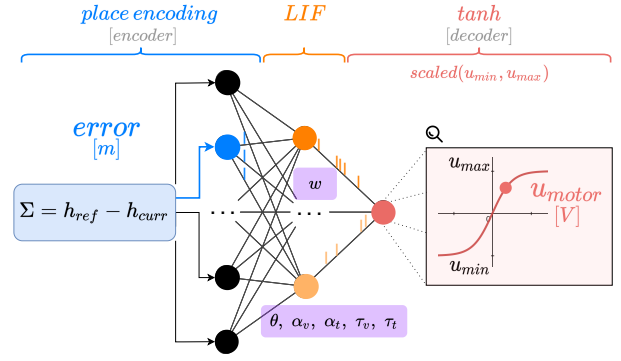 place encoding
[encoder]
LIF
tanh
[decoder]
scaled(u_min, u_max)
error
[m]
Σ = h_ref − h_curr
w
θ, α_v, α_t, τ_v, τ_t
u_max
u_motor
[V]
0
u_min